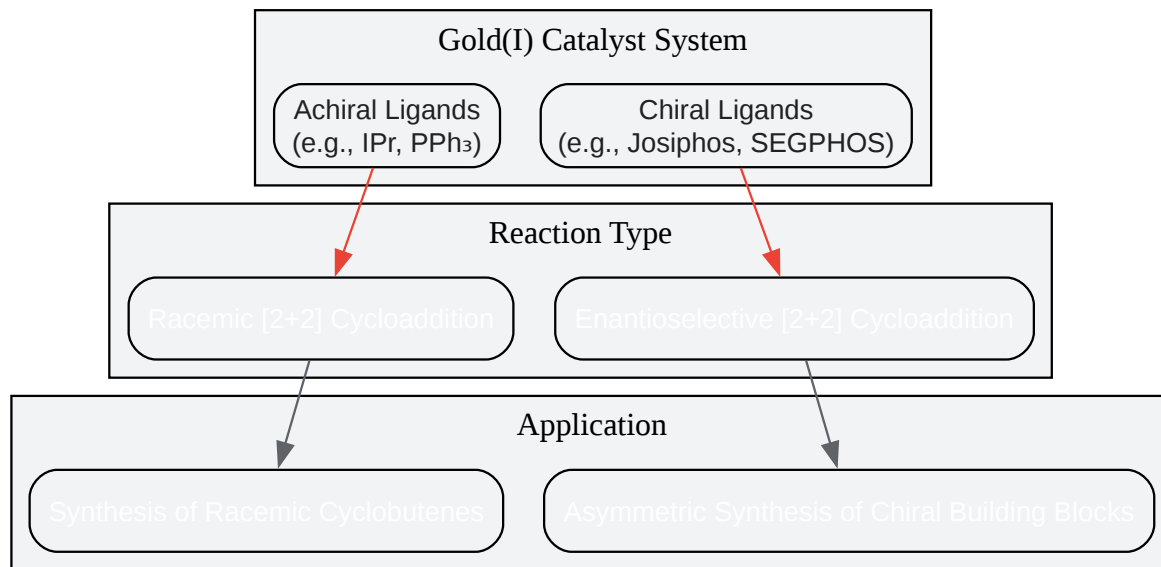 Gold(I) Catalyst System
Achiral Ligands
(e.g., IPr, PPh₃)
Chiral Ligands
(e.g., Josiphos, SEGPHOS)
Reaction Type
Racemic [2+2] Cycloaddition
Enantioselective [2+2] Cycloaddition
Application
Synthesis of Racemic Cyclobutenes
Asymmetric Synthesis of Chiral Building Blocks